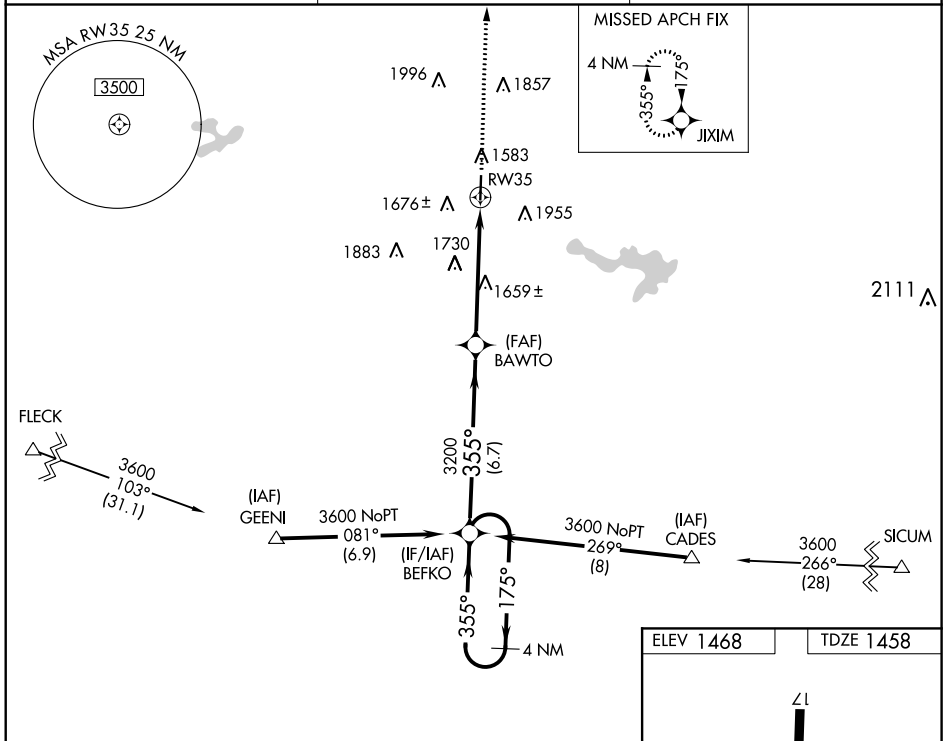 MSA RW35 25 NM
3500
1996
1857
MISSED APCH FIX
4 NM
355°
175°
JIXIM
1583
RW35
1676±
1955
1883
1730
1659±
2111
(FAF)
BAWTO
FLECK
3600
103°
(31.1)
3200
355°
(6.7)
(IAF)
GEENI
3600 NoPT
081°
(6.9)
(IF/IAF)
BEFKO
3600 NoPT
269°
(8)
(IAF)
CADES
3600
266°
(28)
SICUM
355°
175°
4 NM
ELEV 1468
TDZE 1458
17